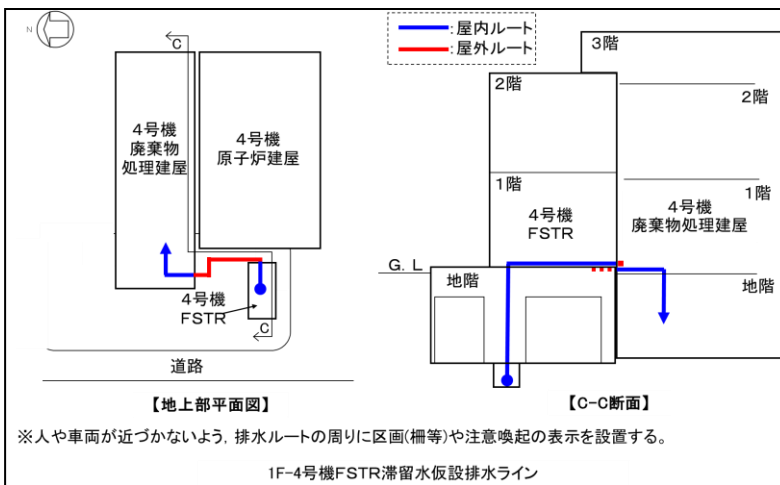 N
C
4号機
廃棄物
処理建屋
4号機
原子炉建屋
4号機
FSTR
C
道路
【地上部平面図】
:屋内ルート
:屋外ルート
3階
2階
2階
1階
1階
4号機
FSTR
4号機
廃棄物処理建屋
G.L
地階
地階
【C-C断面】
※人や車両が近づかないよう，排水ルートの周りに区画(柵等)や注意喚起の表示を設置する。
1F-4号機FSTR滞留水仮設排水ライン